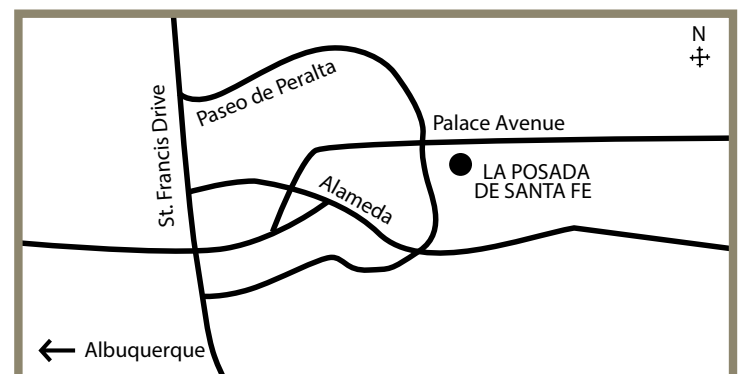 N
Paseo de Peralta
St. Francis Drive
Palace Avenue
LA POSADA
DE SANTA FE
Alameda
Albuquerque